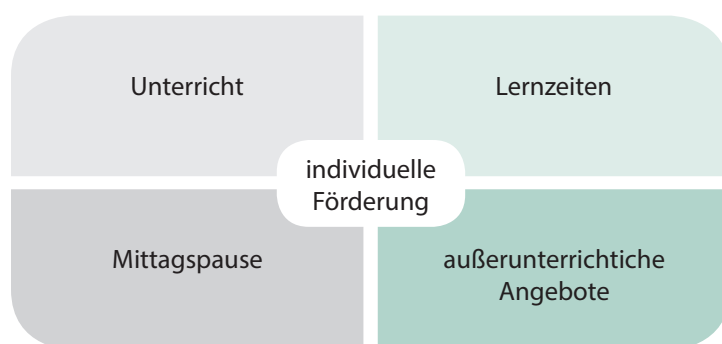 Unterricht
Lernzeiten
individuelle
Förderung
Mittagspause
außerunterrichtiche
Angebote